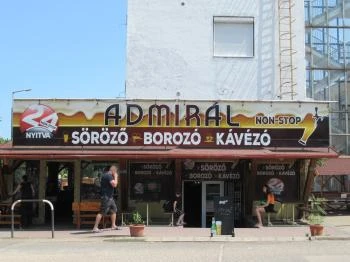 ADMIRÁL
24 NYITVA
NON-STOP
SÖRÖZŐ BOROZÓ KÁVÉZÓ
SÖRÖZŐ
BOROZÓ KÁVÉZÓ